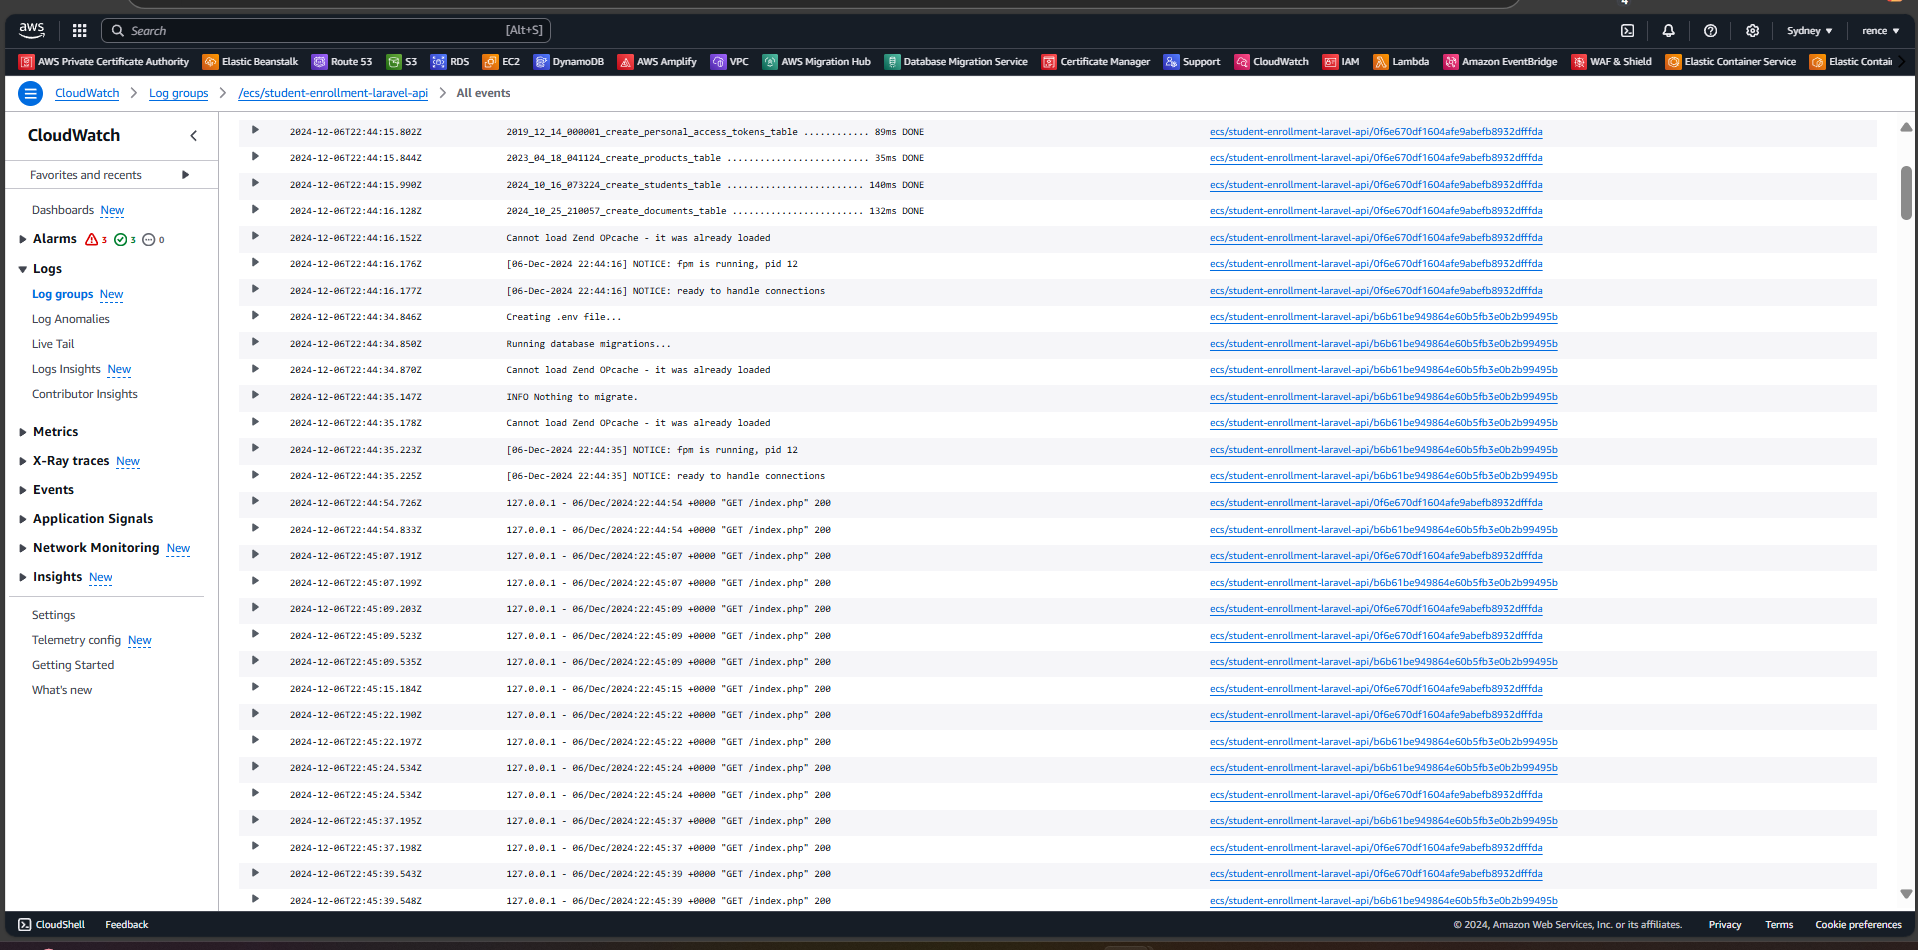 aws Search [Alt+S] Sydney ▼ rence ▼
AWS Private Certificate Authority Elastic Beanstalk Route 53 S3 RDS EC2 DynamoDB AWS Amplify VPC AWS Migration Hub Database Migration Service Certificate Manager Support CloudWatch IAM Lambda Amazon EventBridge WAF & Shield Elastic Container Service Elastic Contai
CloudWatch > Log groups > /ecs/student-enrollment-laravel-api > All events
CloudWatch
Favorites and recents
Dashboards New
Alarms 3 3 0
Logs
Log groups New
Log Anomalies
Live Tail
Logs Insights New
Contributor Insights
Metrics
X-Ray traces New
Events
Application Signals
Network Monitoring New
Insights New
Settings
Telemetry config New
Getting Started
What's new
2024-12-06T22:44:15.802Z 2019_12_14_000001_create_personal_access_tokens_table ............ 89ms DONE ecs/student-enrollment-laravel-api/0f6e670df1604afe9abefb8932dfffda
2024-12-06T22:44:15.844Z 2023_04_18_041124_create_products_table .......................... 35ms DONE ecs/student-enrollment-laravel-api/0f6e670df1604afe9abefb8932dfffda
2024-12-06T22:44:15.990Z 2024_10_16_073224_create_students_table ......................... 140ms DONE ecs/student-enrollment-laravel-api/0f6e670df1604afe9abefb8932dfffda
2024-12-06T22:44:16.128Z 2024_10_25_210057_create_documents_table ........................ 132ms DONE ecs/student-enrollment-laravel-api/0f6e670df1604afe9abefb8932dfffda
2024-12-06T22:44:16.152Z Cannot load Zend OPcache - it was already loaded ecs/student-enrollment-laravel-api/0f6e670df1604afe9abefb8932dfffda
2024-12-06T22:44:16.176Z [06-Dec-2024 22:44:16] NOTICE: fpm is running, pid 12 ecs/student-enrollment-laravel-api/0f6e670df1604afe9abefb8932dfffda
2024-12-06T22:44:16.177Z [06-Dec-2024 22:44:16] NOTICE: ready to handle connections ecs/student-enrollment-laravel-api/0f6e670df1604afe9abefb8932dfffda
2024-12-06T22:44:34.846Z Creating .env file... ecs/student-enrollment-laravel-api/b6b61be949864e60b5fb3e0b2b99495b
2024-12-06T22:44:34.850Z Running database migrations... ecs/student-enrollment-laravel-api/b6b61be949864e60b5fb3e0b2b99495b
2024-12-06T22:44:34.870Z Cannot load Zend OPcache - it was already loaded ecs/student-enrollment-laravel-api/b6b61be949864e60b5fb3e0b2b99495b
2024-12-06T22:44:35.147Z INFO Nothing to migrate. ecs/student-enrollment-laravel-api/b6b61be949864e60b5fb3e0b2b99495b
2024-12-06T22:44:35.178Z Cannot load Zend OPcache - it was already loaded ecs/student-enrollment-laravel-api/b6b61be949864e60b5fb3e0b2b99495b
2024-12-06T22:44:35.223Z [06-Dec-2024 22:44:35] NOTICE: fpm is running, pid 12 ecs/student-enrollment-laravel-api/b6b61be949864e60b5fb3e0b2b99495b
2024-12-06T22:44:35.225Z [06-Dec-2024 22:44:35] NOTICE: ready to handle connections ecs/student-enrollment-laravel-api/b6b61be949864e60b5fb3e0b2b99495b
2024-12-06T22:44:54.726Z 127.0.0.1 - 06/Dec/2024:22:44:54 +0000 "GET /index.php" 200 ecs/student-enrollment-laravel-api/0f6e670df1604afe9abefb8932dfffda
2024-12-06T22:44:54.833Z 127.0.0.1 - 06/Dec/2024:22:44:54 +0000 "GET /index.php" 200 ecs/student-enrollment-laravel-api/b6b61be949864e60b5fb3e0b2b99495b
2024-12-06T22:45:07.191Z 127.0.0.1 - 06/Dec/2024:22:45:07 +0000 "GET /index.php" 200 ecs/student-enrollment-laravel-api/0f6e670df1604afe9abefb8932dfffda
2024-12-06T22:45:07.199Z 127.0.0.1 - 06/Dec/2024:22:45:07 +0000 "GET /index.php" 200 ecs/student-enrollment-laravel-api/b6b61be949864e60b5fb3e0b2b99495b
2024-12-06T22:45:09.203Z 127.0.0.1 - 06/Dec/2024:22:45:09 +0000 "GET /index.php" 200 ecs/student-enrollment-laravel-api/0f6e670df1604afe9abefb8932dfffda
2024-12-06T22:45:09.523Z 127.0.0.1 - 06/Dec/2024:22:45:09 +0000 "GET /index.php" 200 ecs/student-enrollment-laravel-api/0f6e670df1604afe9abefb8932dfffda
2024-12-06T22:45:09.535Z 127.0.0.1 - 06/Dec/2024:22:45:09 +0000 "GET /index.php" 200 ecs/student-enrollment-laravel-api/b6b61be949864e60b5fb3e0b2b99495b
2024-12-06T22:45:15.184Z 127.0.0.1 - 06/Dec/2024:22:45:15 +0000 "GET /index.php" 200 ecs/student-enrollment-laravel-api/0f6e670df1604afe9abefb8932dfffda
2024-12-06T22:45:22.190Z 127.0.0.1 - 06/Dec/2024:22:45:22 +0000 "GET /index.php" 200 ecs/student-enrollment-laravel-api/0f6e670df1604afe9abefb8932dfffda
2024-12-06T22:45:22.197Z 127.0.0.1 - 06/Dec/2024:22:45:22 +0000 "GET /index.php" 200 ecs/student-enrollment-laravel-api/b6b61be949864e60b5fb3e0b2b99495b
2024-12-06T22:45:24.534Z 127.0.0.1 - 06/Dec/2024:22:45:24 +0000 "GET /index.php" 200 ecs/student-enrollment-laravel-api/b6b61be949864e60b5fb3e0b2b99495b
2024-12-06T22:45:24.534Z 127.0.0.1 - 06/Dec/2024:22:45:24 +0000 "GET /index.php" 200 ecs/student-enrollment-laravel-api/0f6e670df1604afe9abefb8932dfffda
2024-12-06T22:45:37.195Z 127.0.0.1 - 06/Dec/2024:22:45:37 +0000 "GET /index.php" 200 ecs/student-enrollment-laravel-api/b6b61be949864e60b5fb3e0b2b99495b
2024-12-06T22:45:37.198Z 127.0.0.1 - 06/Dec/2024:22:45:37 +0000 "GET /index.php" 200 ecs/student-enrollment-laravel-api/0f6e670df1604afe9abefb8932dfffda
2024-12-06T22:45:39.543Z 127.0.0.1 - 06/Dec/2024:22:45:39 +0000 "GET /index.php" 200 ecs/student-enrollment-laravel-api/0f6e670df1604afe9abefb8932dfffda
2024-12-06T22:45:39.548Z 127.0.0.1 - 06/Dec/2024:22:45:39 +0000 "GET /index.php" 200 ecs/student-enrollment-laravel-api/b6b61be949864e60b5fb3e0b2b99495b
CloudShell Feedback © 2024, Amazon Web Services, Inc. or its affiliates. Privacy Terms Cookie preferences